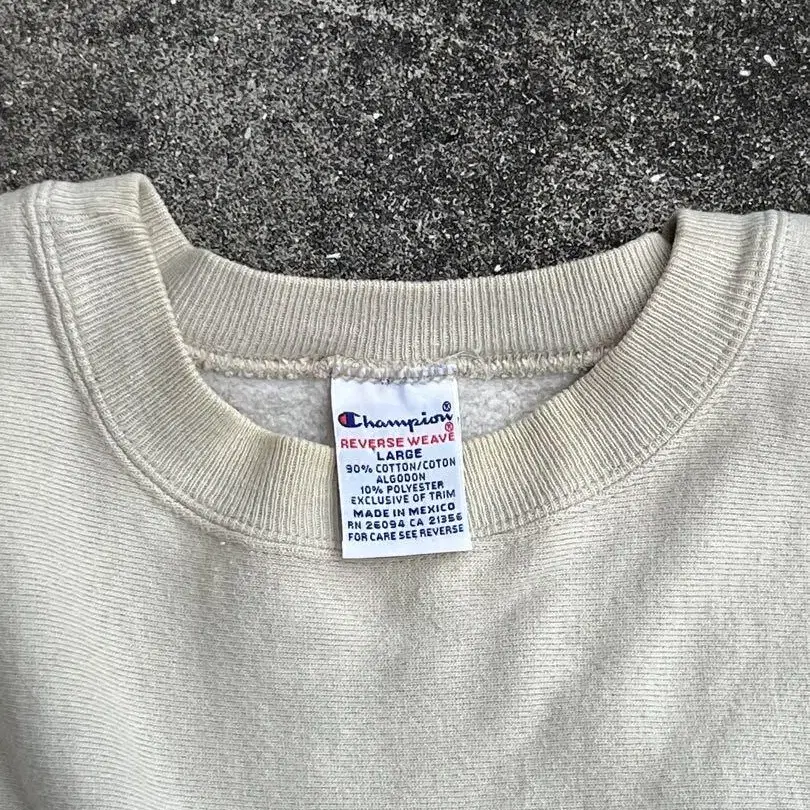 Champion®
REVERSE WEAVE®
LARGE
90% COTTON/COTON
ALGODON
10% POLYESTER
EXCLUSIVE OF TRIM
MADE IN MEXICO
RN 26094 CA 21356
FOR CARE SEE REVERSE